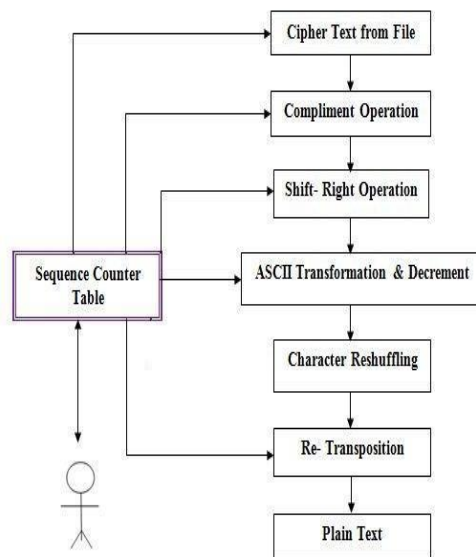 Cipher Text from File
Compliment Operation
Shift- Right Operation
Sequence Counter
Table
ASCII Transformation & Decrement
Character Reshuffling
Re- Transposition
Plain Text